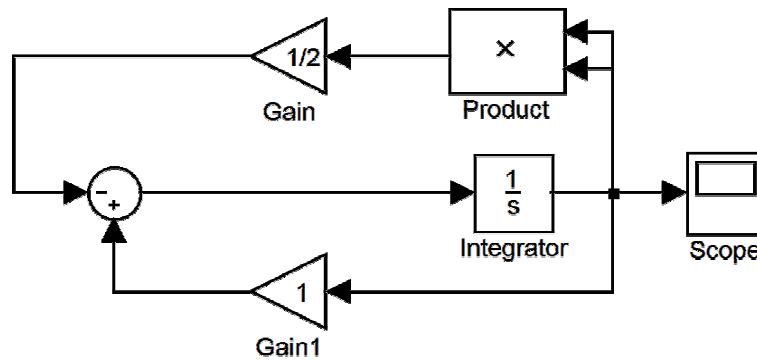 1/2
×
Gain
Product
-
+
1
s
Integrator
Scope
1
Gain1